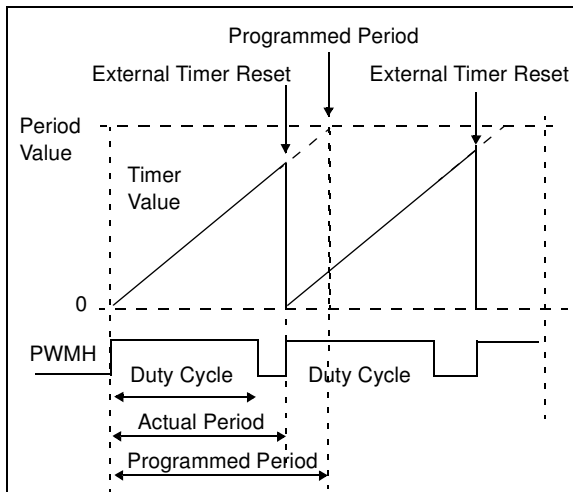 Programmed Period
External Timer Reset
External Timer Reset
Period
Value
Timer
Value
0
PWMH
Duty Cycle
Duty Cycle
Actual Period
Programmed Period